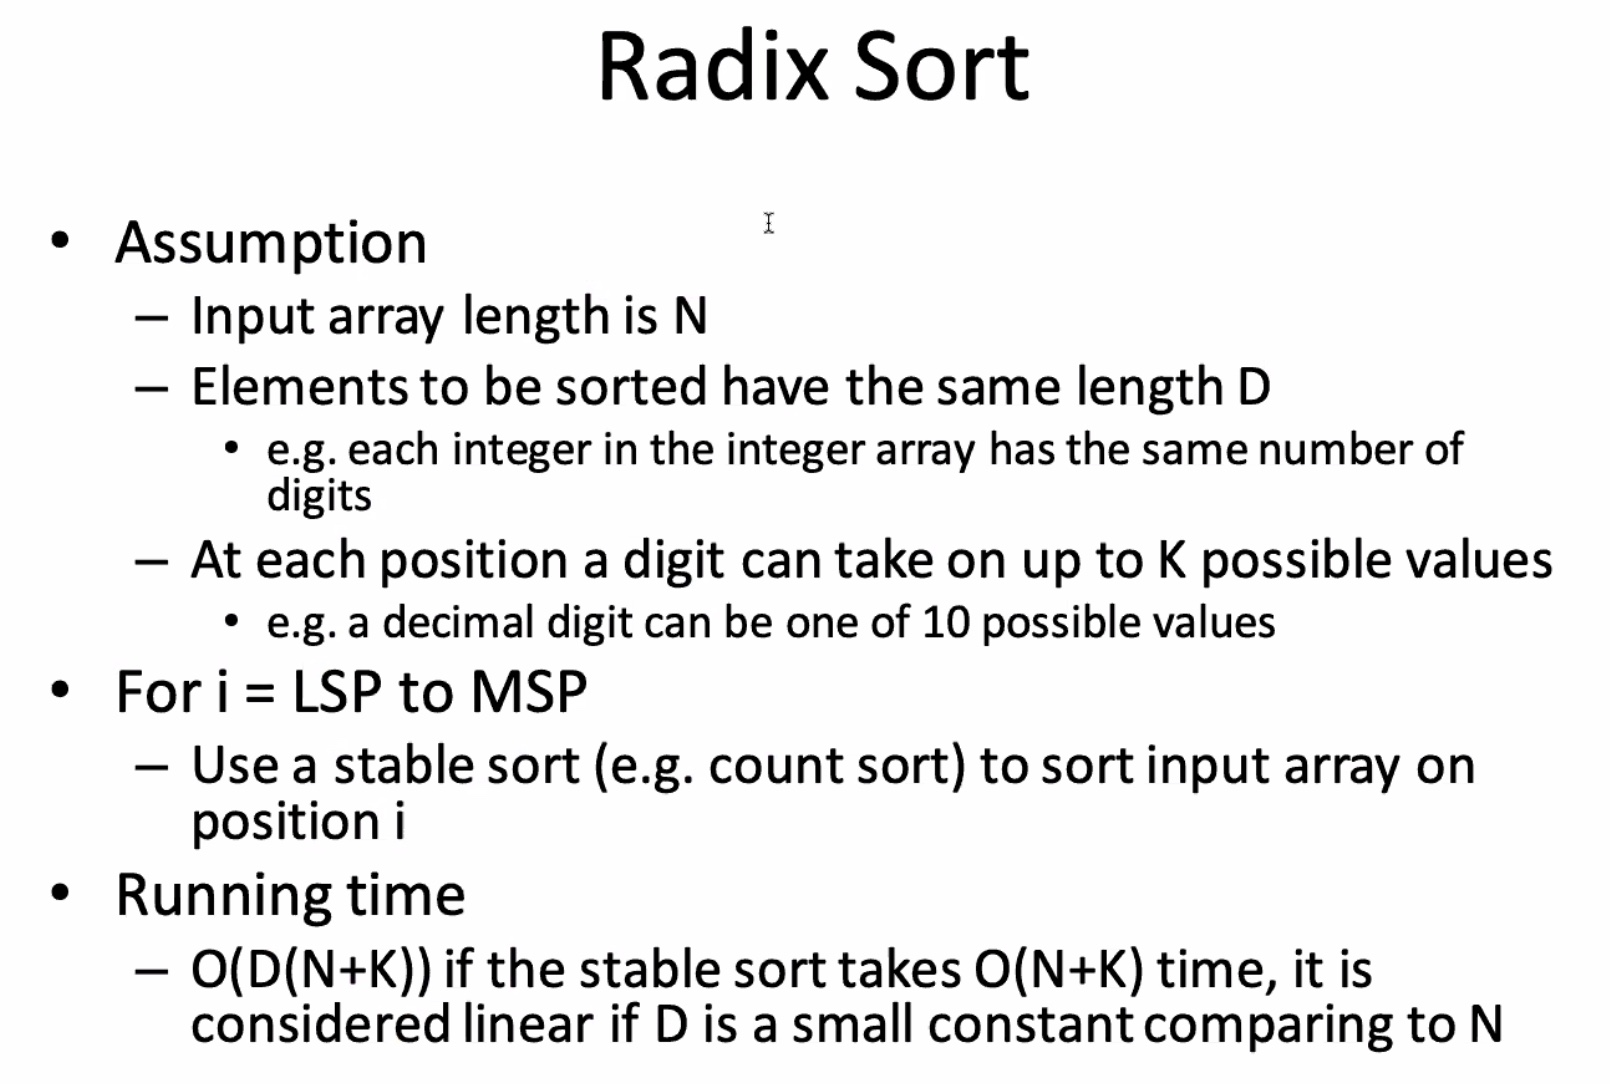 Radix Sort
• Assumption
– Input array length is N
– Elements to be sorted have the same length D
• e.g. each integer in the integer array has the same number of
digits
– At each position a digit can take on up to K possible values
• e.g. a decimal digit can be one of 10 possible values
• For i = LSP to MSP
– Use a stable sort (e.g. count sort) to sort input array on
position i
• Running time
– O(D(N+K)) if the stable sort takes O(N+K) time, it is
considered linear if D is a small constant comparing to N